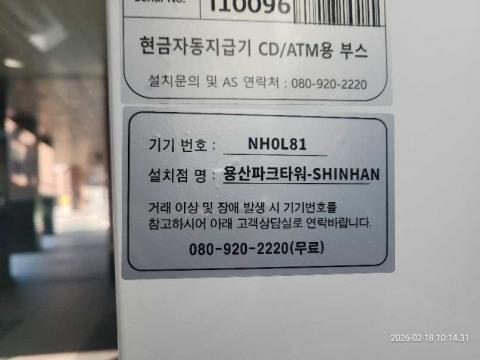 Serial No.
110096
현금자동지급기 CD/ATM용 부스
설치문의 및 AS 연락처 : 080-920-2220
기기 번호 : NH0L81
설치점 명 : 용산파크타워-SHINHAN
거래 이상 및 장애 발생 시 기기번호를
참고하시어 아래 고객상담실로 연락바랍니다.
080-920-2220(무료)
2026-02-18 10:14:31